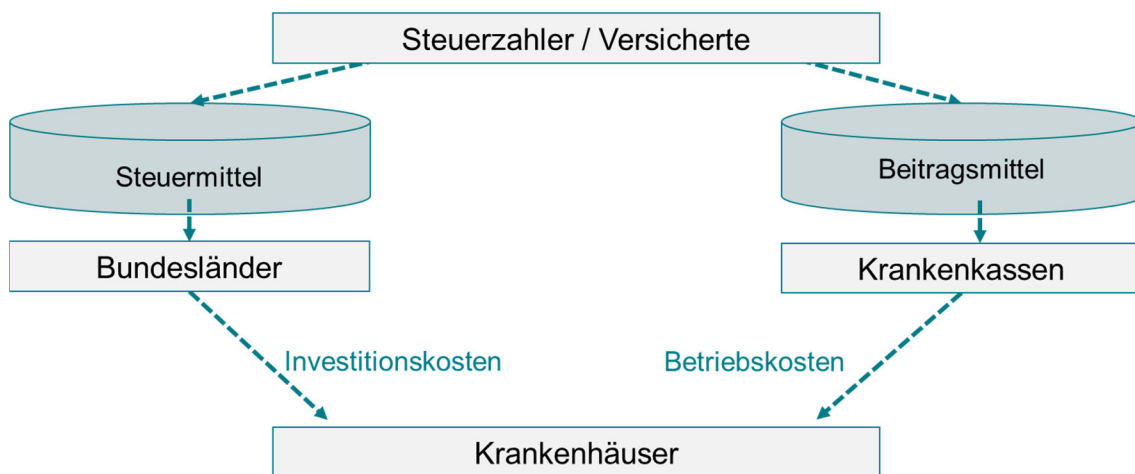 Steuerzahler / Versicherte
Steuermittel
Beitragsmittel
Bundesländer
Krankenkassen
Investitionskosten
Betriebskosten
Krankenhäuser